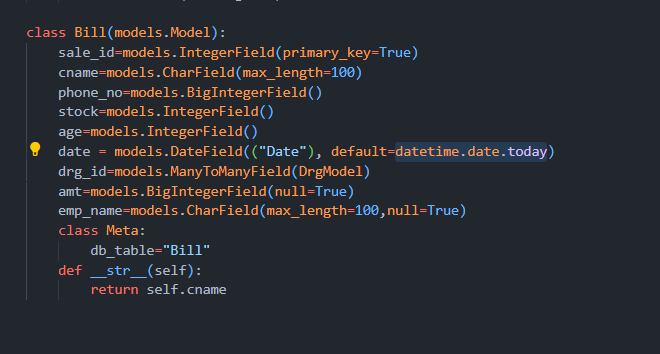 class Bill(models.Model):
    sale_id=models.IntegerField(primary_key=True)
    cname=models.CharField(max_length=100)
    phone_no=models.BigIntegerField()
    stock=models.IntegerField()
    age=models.IntegerField()
    date = models.DateField(("Date"), default=datetime.date.today)
    drg_id=models.ManyToManyField(DrgModel)
    amt=models.BigIntegerField(null=True)
    emp_name=models.CharField(max_length=100,null=True)
    class Meta:
        db_table="Bill"
    def __str__(self):
        return self.cname